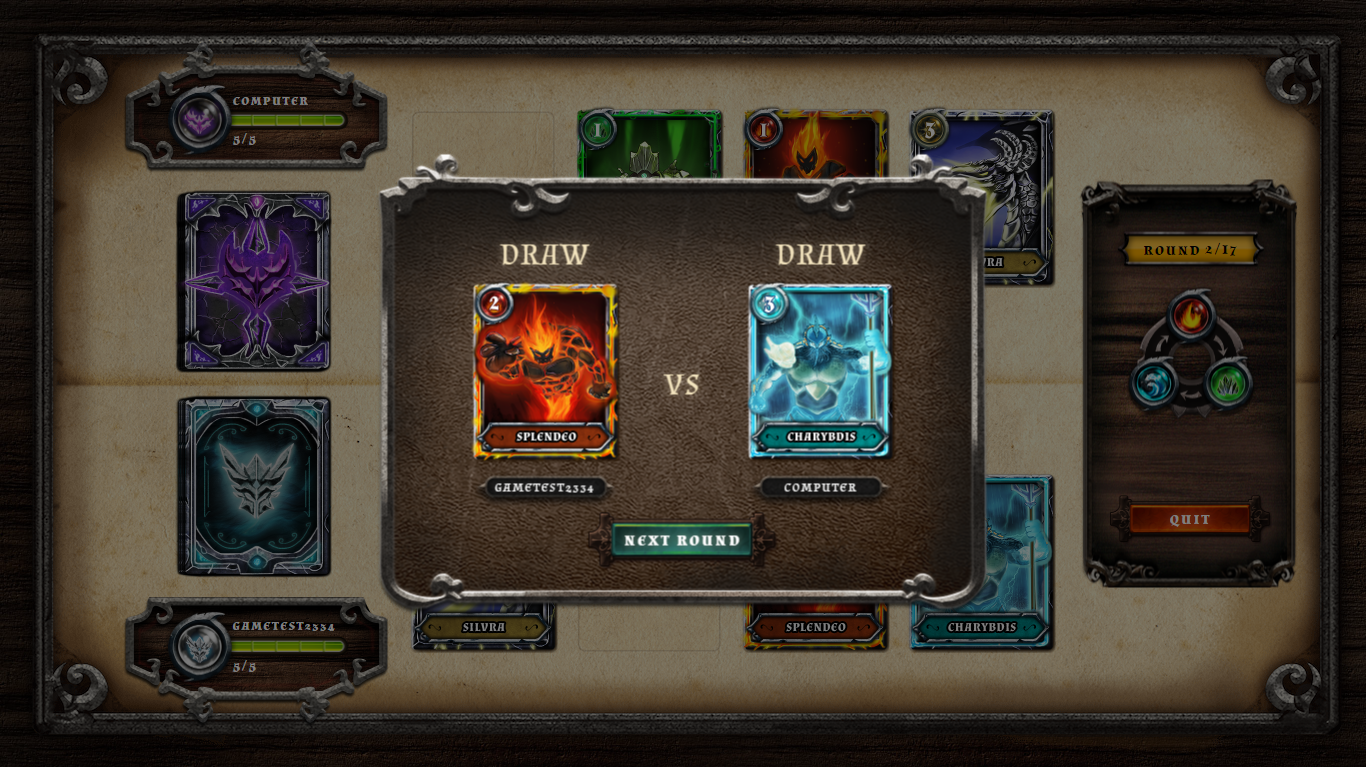 COMPUTER
5/5
1
1
3
VRA
DRAW
DRAW
2
3
SPLENDEO
VS
CHARYBDIS
GAMETEST2334
COMPUTER
NEXT ROUND
ROUND 2/17
QUIT
GAMETEST2334
5/5
SILVRA
SPLENDEO
CHARYBDIS